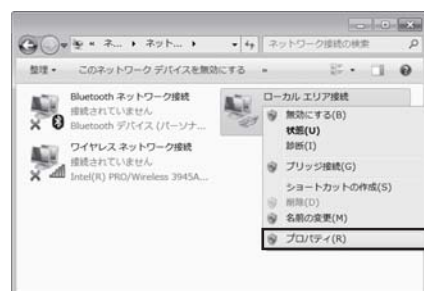 « ネ... ▸ ネット... ▸
ネットワーク接続の検索
整理 ▾ このネットワーク デバイスを無効にする »
Bluetooth ネットワーク接続
接続されていません
Bluetooth デバイス (パーソナ...
ワイヤレス ネットワーク接続
接続されていません
Intel(R) PRO/Wireless 3945A...
ローカル エリア接続
無効にする(B)
状態(U)
診断(I)
ブリッジ接続(G)
ショートカットの作成(S)
削除(D)
名前の変更(M)
プロパティ(R)